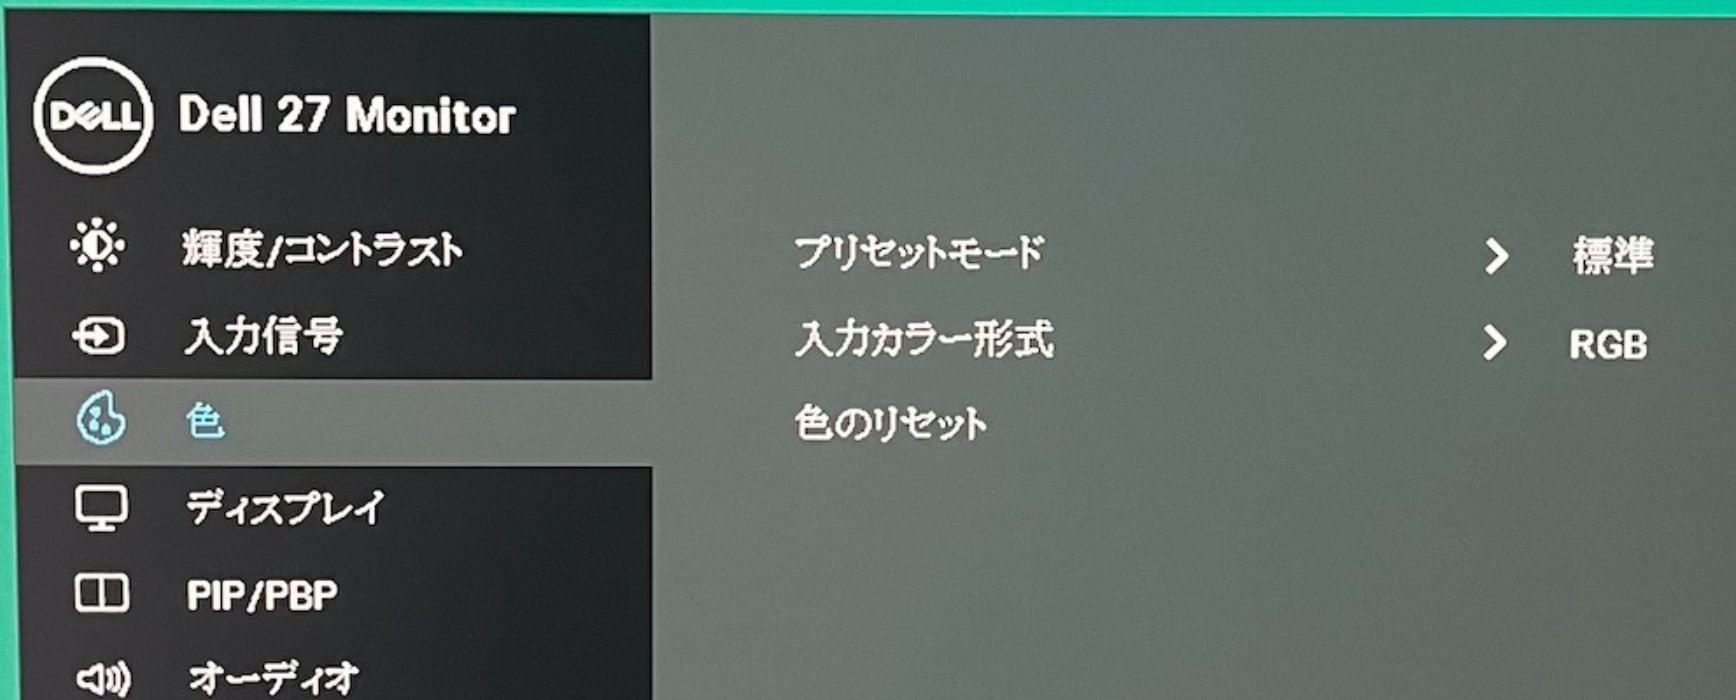 DELL Dell 27 Monitor
輝度/コントラスト
入力信号
色
ディスプレイ
PIP/PBP
オーディオ
プリセットモード > 標準
入力カラー形式 > RGB
色のリセット